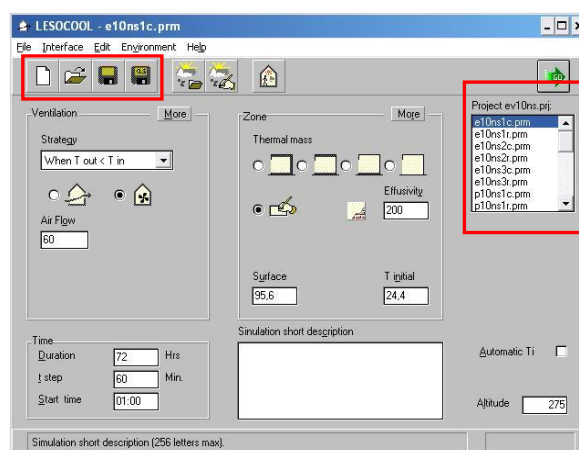 LESOCOOL - e10ns1c.prm
File Interface Edit Environment Help
GO
Ventilation
More
Strategy
When T out < T in
Air Flow
60
Zone
More
Thermal mass
Effusivity
200
Surface
T initial
95,6
24,4
Project ev10ns.prj:
e10ns1c.prm
e10ns1r.prm
e10ns2c.prm
e10ns2r.prm
e10ns3c.prm
e10ns3r.prm
p10ns1c.prm
p10ns1r.prm
Time
Duration 72 Hrs
t step 60 Min.
Start time 01:00
Simulation short description
Automatic Ti
Altitude 275
Simulation short description (256 letters max).